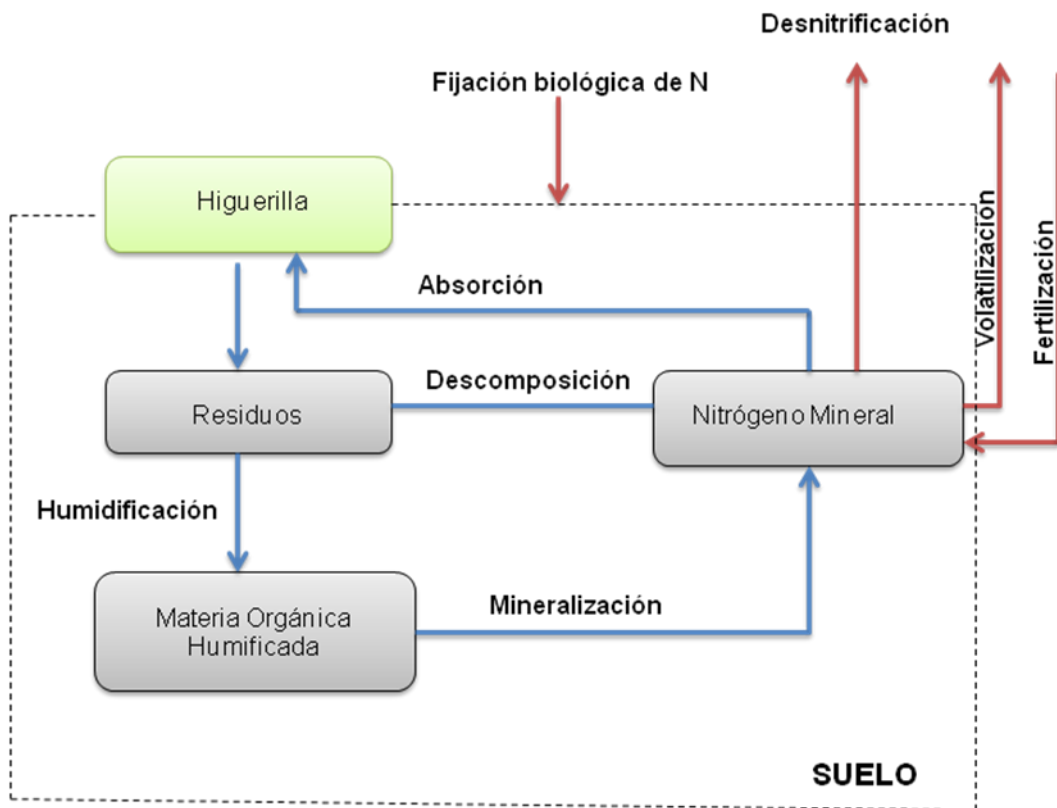 Desnitrificación
Fijación biológica de N
Higuerilla
Volatilización
Fertilización
Absorción
Descomposición
Residuos
Nitrógeno Mineral
Humidificación
Materia Orgánica
Humificada
Mineralización
SUELO